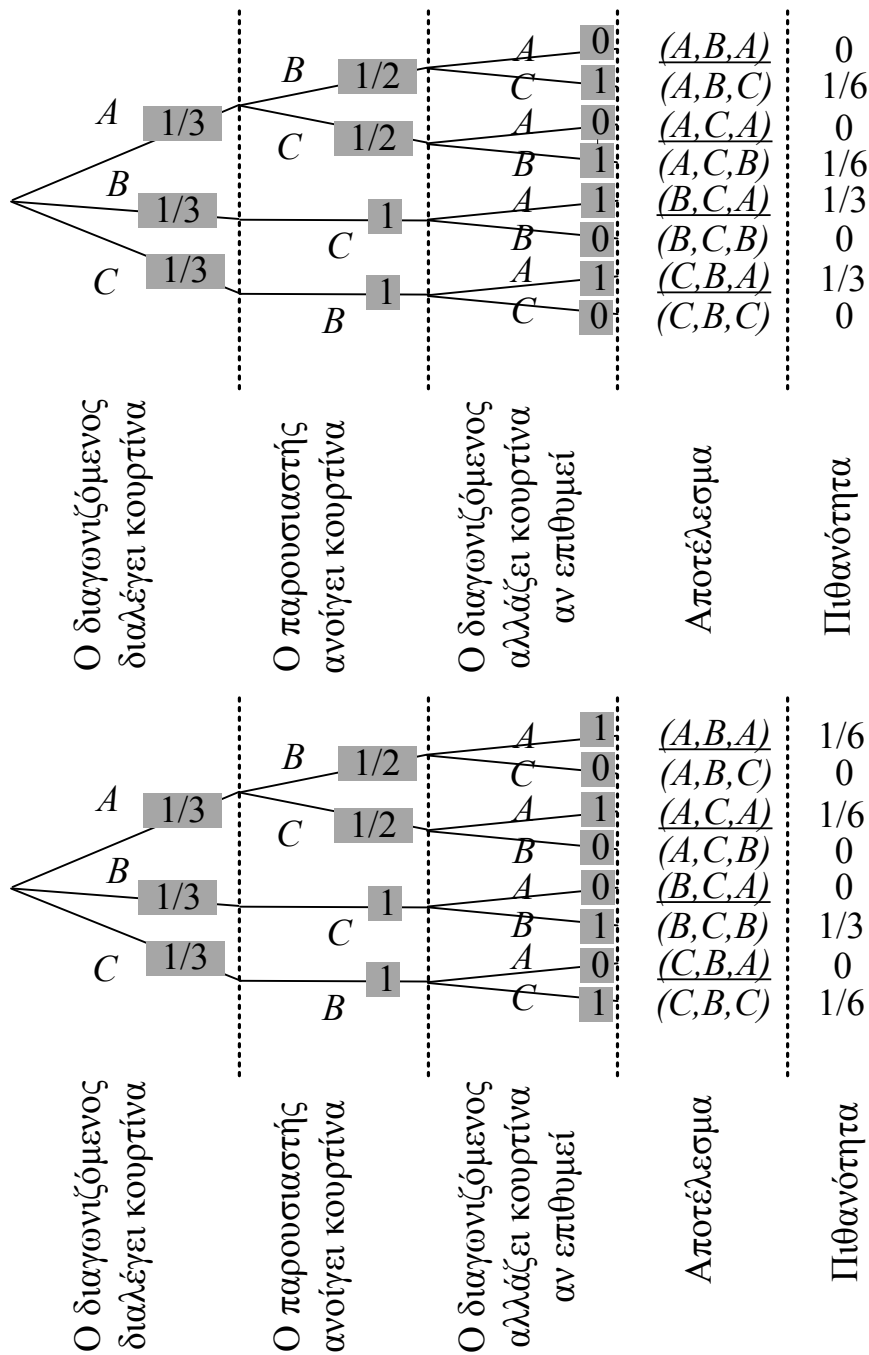 A 1/3 B 1/2 A 0 (A,B,A) 0
C 1 (A,B,C) 1/6
C 1/2 A 0 (A,C,A) 0
B 1 (A,C,B) 1/6
B 1/3 C 1 A 1 (B,C,A) 1/3
B 0 (B,C,B) 0
C 1/3 B 1 A 1 (C,B,A) 1/3
C 0 (C,B,C) 0
Ο διαγωνιζόμενος
διαλέγει κουρτίνα
Ο παρουσιαστής
ανοίγει κουρτίνα
Ο διαγωνιζόμενος
αλλάζει κουρτίνα
αν επιθυμεί
Αποτέλεσμα
Πιθανότητα
A 1/3 B 1/2 A 1 (A,B,A) 1/6
C 0 (A,B,C) 0
C 1/2 A 1 (A,C,A) 1/6
B 0 (A,C,B) 0
B 1/3 C 1 A 0 (B,C,A) 0
B 1 (B,C,B) 1/3
C 1/3 B 1 A 0 (C,B,A) 0
C 1 (C,B,C) 1/6
Ο διαγωνιζόμενος
διαλέγει κουρτίνα
Ο παρουσιαστής
ανοίγει κουρτίνα
Ο διαγωνιζόμενος
αλλάζει κουρτίνα
αν επιθυμεί
Αποτέλεσμα
Πιθανότητα